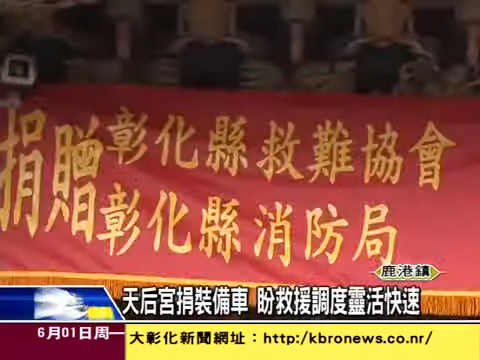 捐贈彰化縣救難協會
彰化縣消防局
鹿港鎮
天后宮捐裝備車 盼救援調度靈活快速
6月01日周一
大彰化新聞網址：http://kbronews.co.nr/